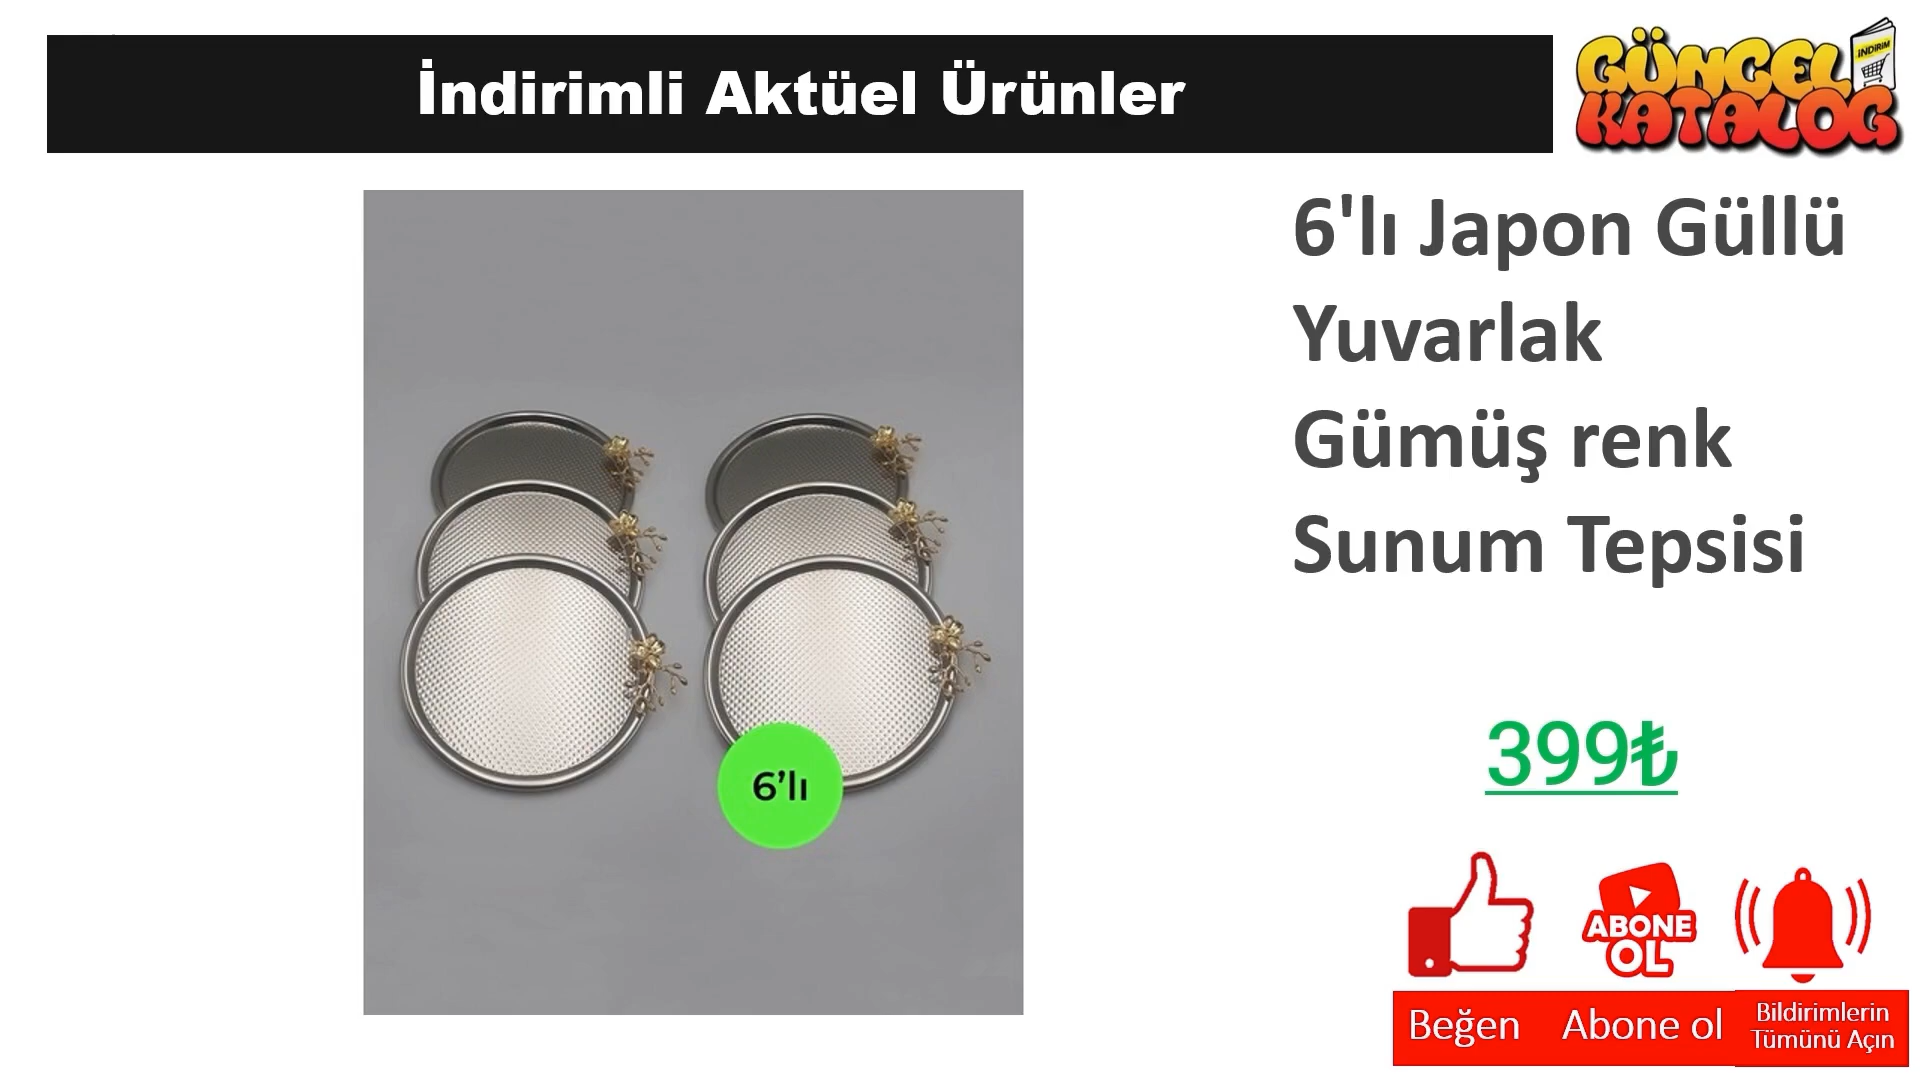 İndirimli Aktüel Ürünler
GÜNCEL
KATALOG
İNDİRİM
6'lı Japon Güllü
Yuvarlak
Gümüş renk
Sunum Tepsisi
6’lı
399₺
ABONE
OL
Beğen
Abone ol
Bildirimlerin
Tümünü Açın